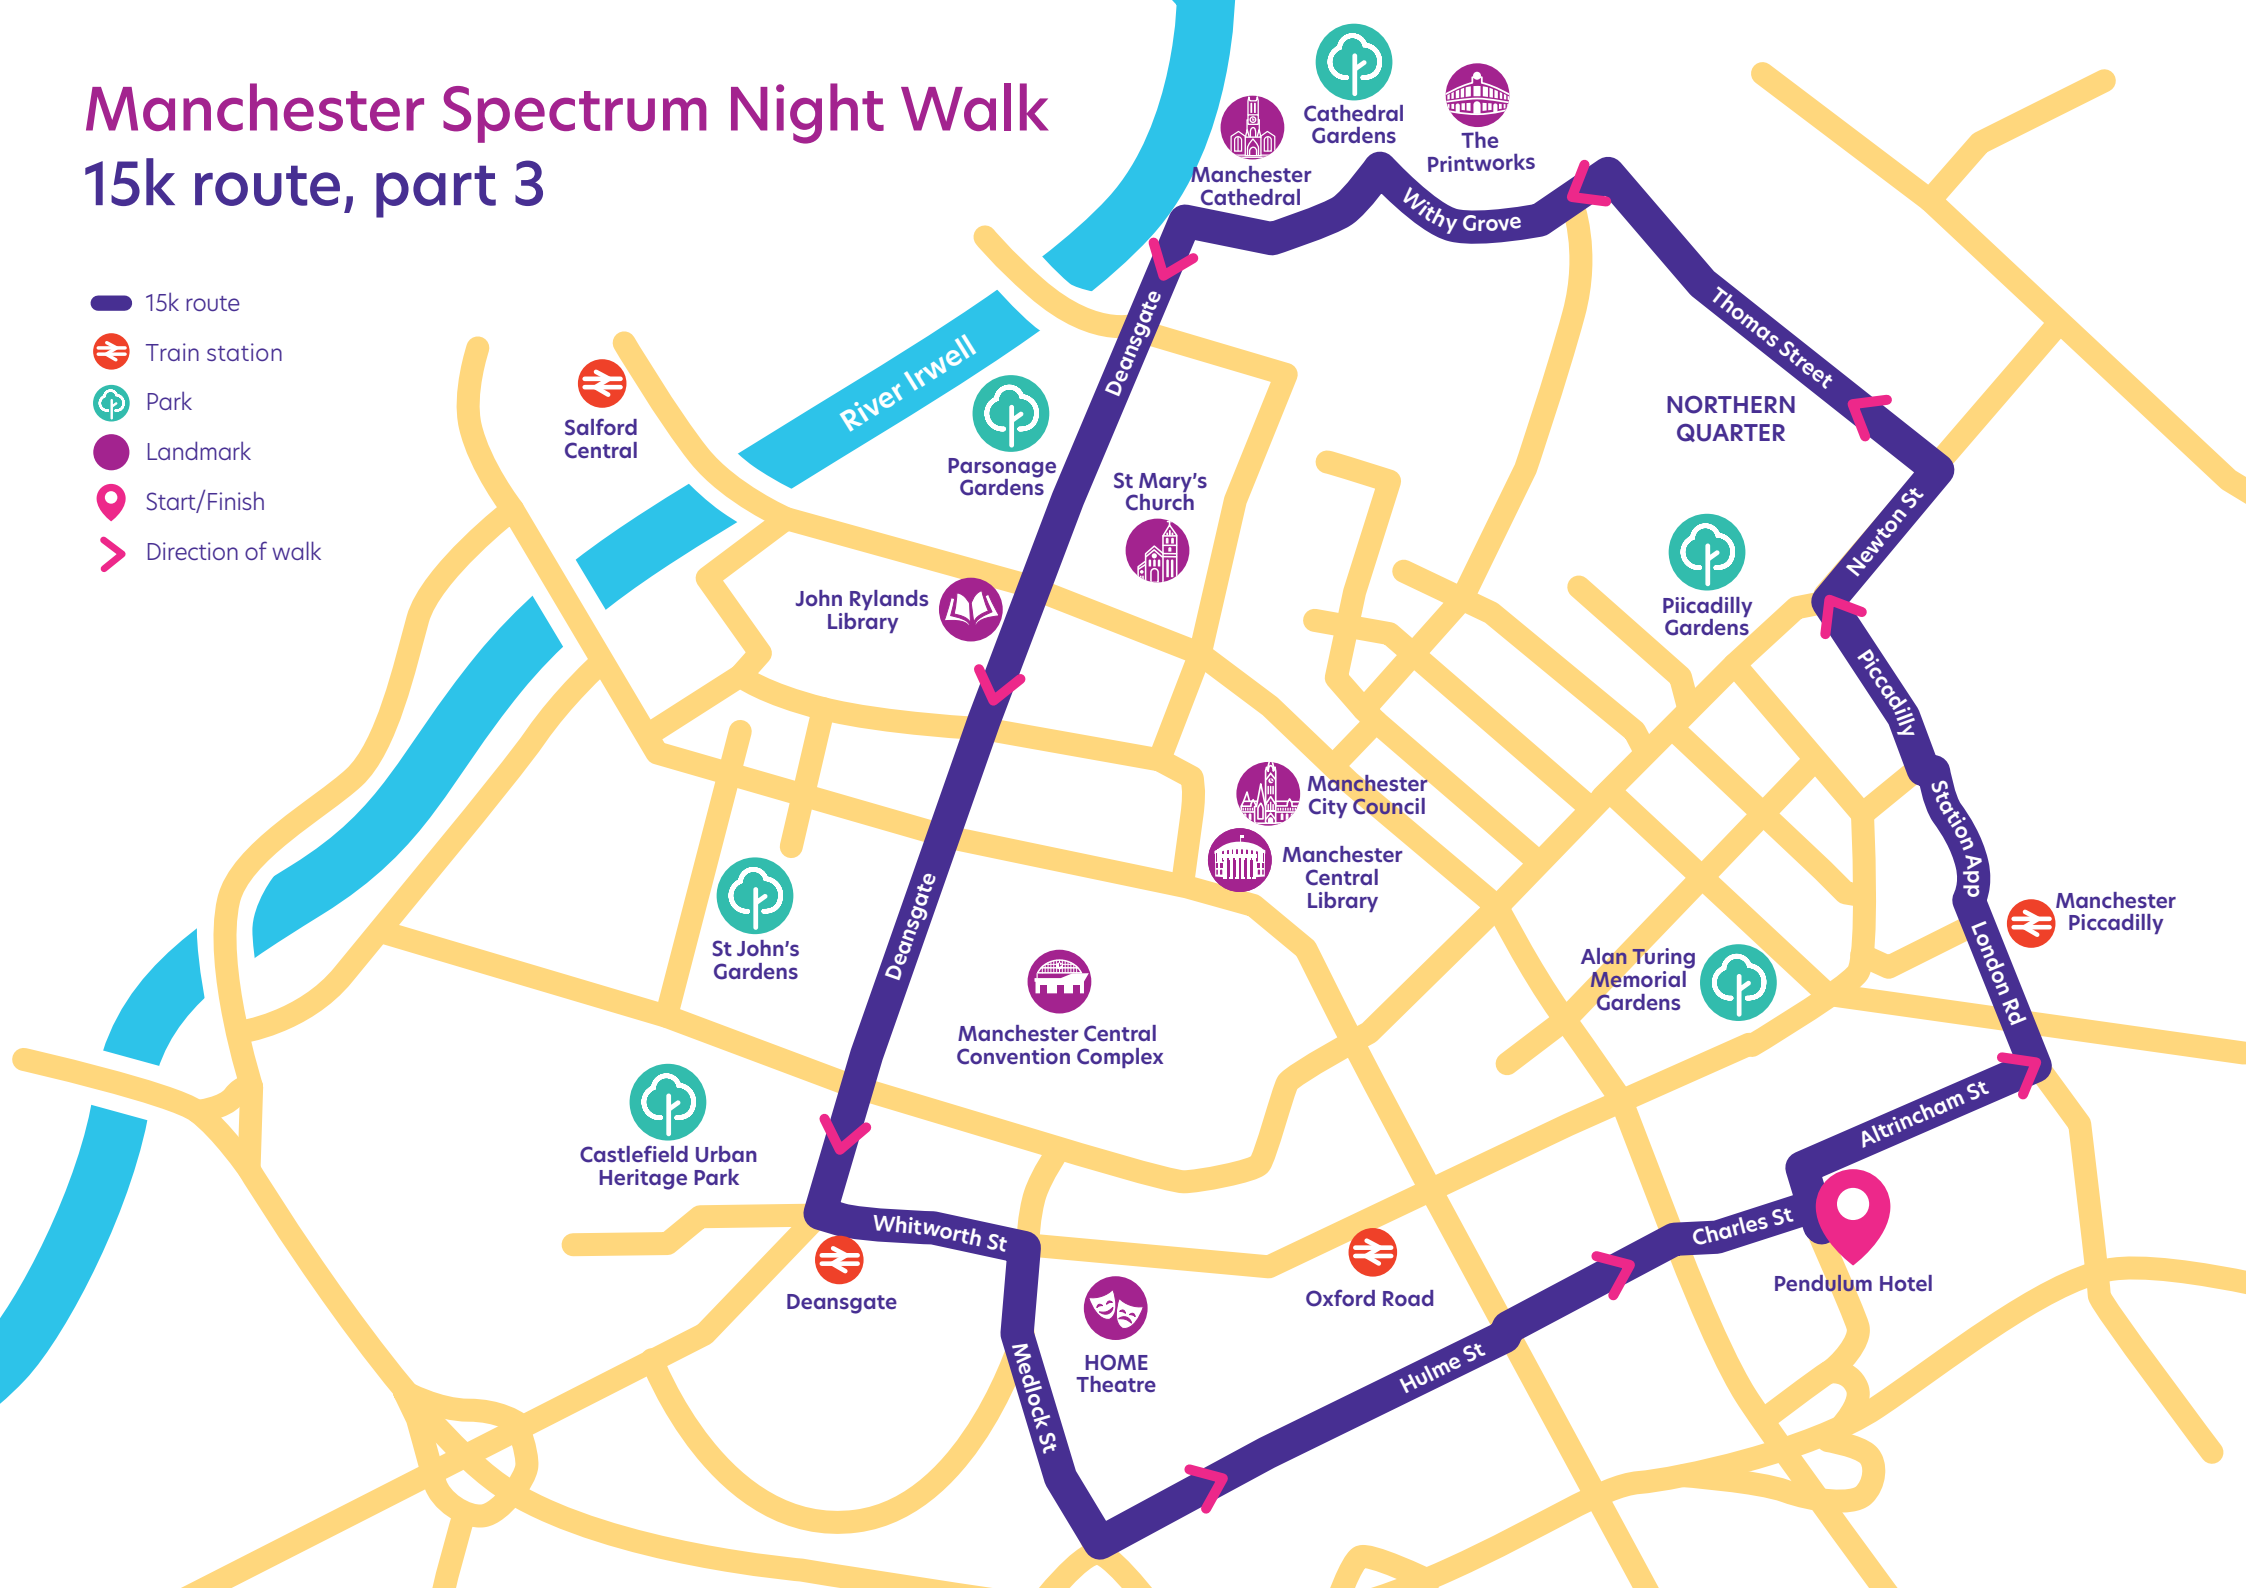 Manchester Spectrum Night Walk
15k route, part 3
15k route
Train station
Park
Landmark
Start/Finish
Direction of walk
Cathedral
Gardens
The
Printworks
Manchester
Cathedral
Withy Grove
Deansgate
Thomas Street
NORTHERN
QUARTER
Newton St
River Irwell
Salford
Central
Parsonage
Gardens
St Mary's
Church
John Rylands
Library
Piicadilly
Gardens
Piccadilly
Station App
Manchester
City Council
Manchester
Central
Library
Deansgate
St John's
Gardens
Manchester
Piccadilly
London Rd
Alan Turing
Memorial
Gardens
Manchester Central
Convention Complex
Castlefield Urban
Heritage Park
Altrincham St
Whitworth St
Charles St
Deansgate
Oxford Road
Pendulum Hotel
HOME
Theatre
Medlock St
Hulme St